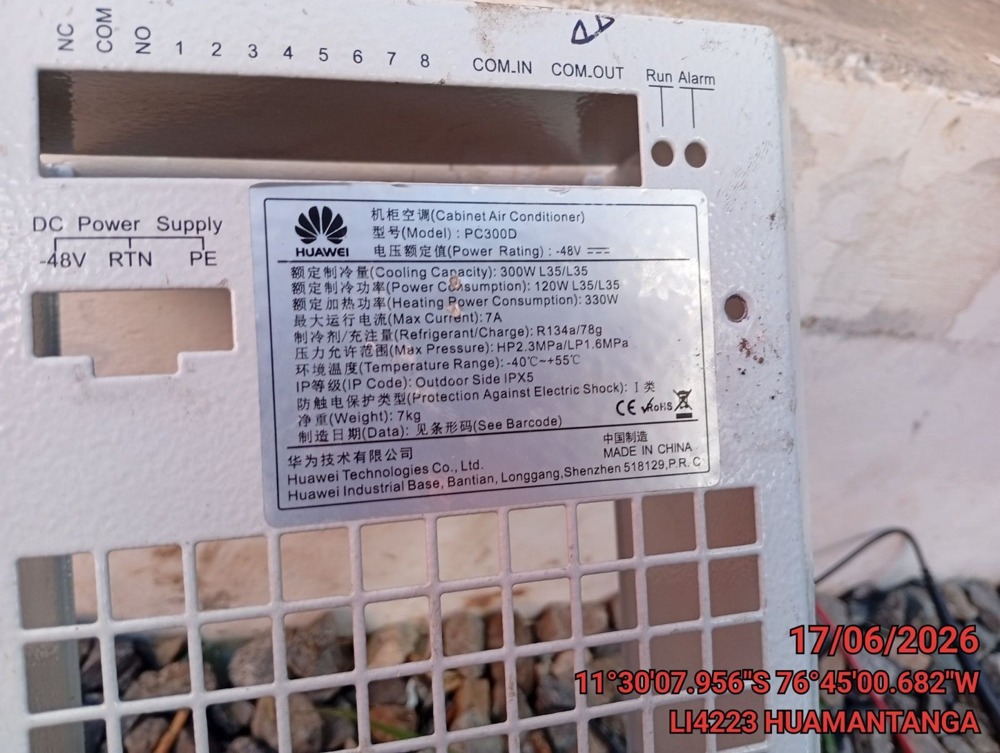 NC COM NO 1 2 3 4 5 6 7 8 COM_IN COM_OUT Run Alarm
DC Power Supply
-48V RTN PE
HUAWEI
机柜空调(Cabinet Air Conditioner)
型号(Model) : PC300D
电压额定值(Power Rating) : -48V ⎓
额定制冷量(Cooling Capacity): 300W L35/L35
额定制冷功率(Power Consumption): 120W L35/L35
额定加热功率(Heating Power Consumption): 330W
最大运行电流(Max Current): 7A
制冷剂/充注量(Refrigerant/Charge): R134a/78g
压力允许范围(Max Pressure): HP2.3MPa/LP1.6MPa
环境温度(Temperature Range): -40℃~+55℃
IP等级(IP Code): Outdoor Side IPX5
防触电保护类型(Protection Against Electric Shock): I 类
净重(Weight): 7kg
CE RoHS
制造日期(Data): 见条形码(See Barcode)
华为技术有限公司
中国制造
MADE IN CHINA
Huawei Technologies Co., Ltd.
Huawei Industrial Base, Bantian, Longgang,Shenzhen 518129,P.R. C
17/06/2026
11°30'07.956"S 76°45'00.682"W
LI4223 HUAMANTANGA